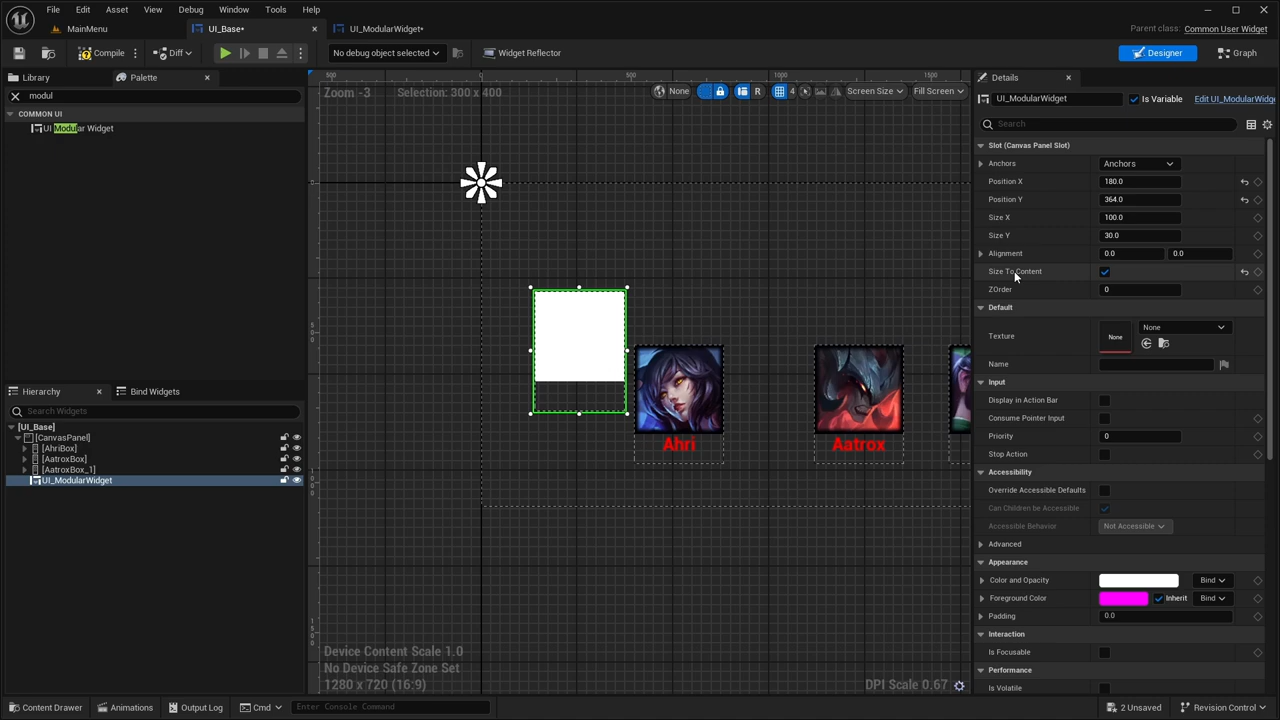 File Edit Asset View Debug Window Tools Help
MainMenu UI_Base* UI_ModularWidget* Parent class: Common User Widget
Compile Diff No debug object selected Widget Reflector Designer Graph
Library Palette Details
modul
COMMON UI
UI Modular Widget
Zoom -3 Selection: 300 x 400 None R 4 Screen Size Fill Screen
500 0 500 1000 1500
UI_ModularWidget Is Variable Edit UI_ModularWidge
Search
Slot (Canvas Panel Slot)
Anchors Anchors
Position X 180.0
Position Y 364.0
Size X 100.0
Size Y 30.0
Alignment 0.0 0.0
Size To Content
ZOrder 0
Default
Texture None None
Name
Input
Display in Action Bar
Consume Pointer Input
Priority 0
Stop Action
Accessibility
Override Accessible Defaults
Can Children be Accessible
Accessible Behavior Not Accessible
Advanced
Appearance
Color and Opacity Bind
Foreground Color Inherit Bind
Padding 0.0
Interaction
Is Focusable
Performance
Is Volatile
Ahri Aatrox
Hierarchy Bind Widgets
Search Widgets
[UI_Base]
[CanvasPanel]
[AhriBox]
[AatroxBox]
[AatroxBox_1]
UI_ModularWidget
Device Content Scale 1.0
No Device Safe Zone Set
1280 x 720 (16:9) DPI Scale 0.67
Content Drawer Animations Output Log Cmd Enter Console Command 2 Unsaved Revision Control